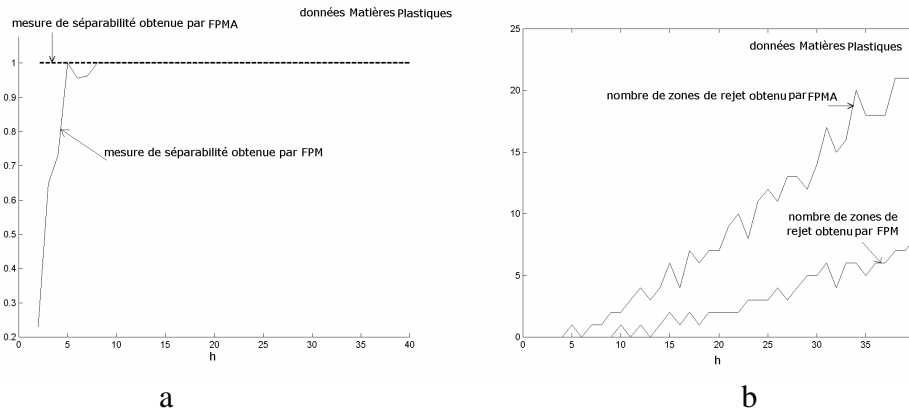 données Matières Plastiques
mesure de séparabilité obtenue par FPMA
1
0.9
0.8
0.7
0.6
0.5
0.4
0.3
0.2
mesure de séparabilité obtenue par FPM
0 5 10 15 20 25 30 35 40
h
a
25
20
15
10
5
0
données Matières Plastiques
nombre de zones de rejet obtenu par FPMA
nombre de zones de
rejet obtenu par FPM
0 5 10 15 20 25 30 35
h
b